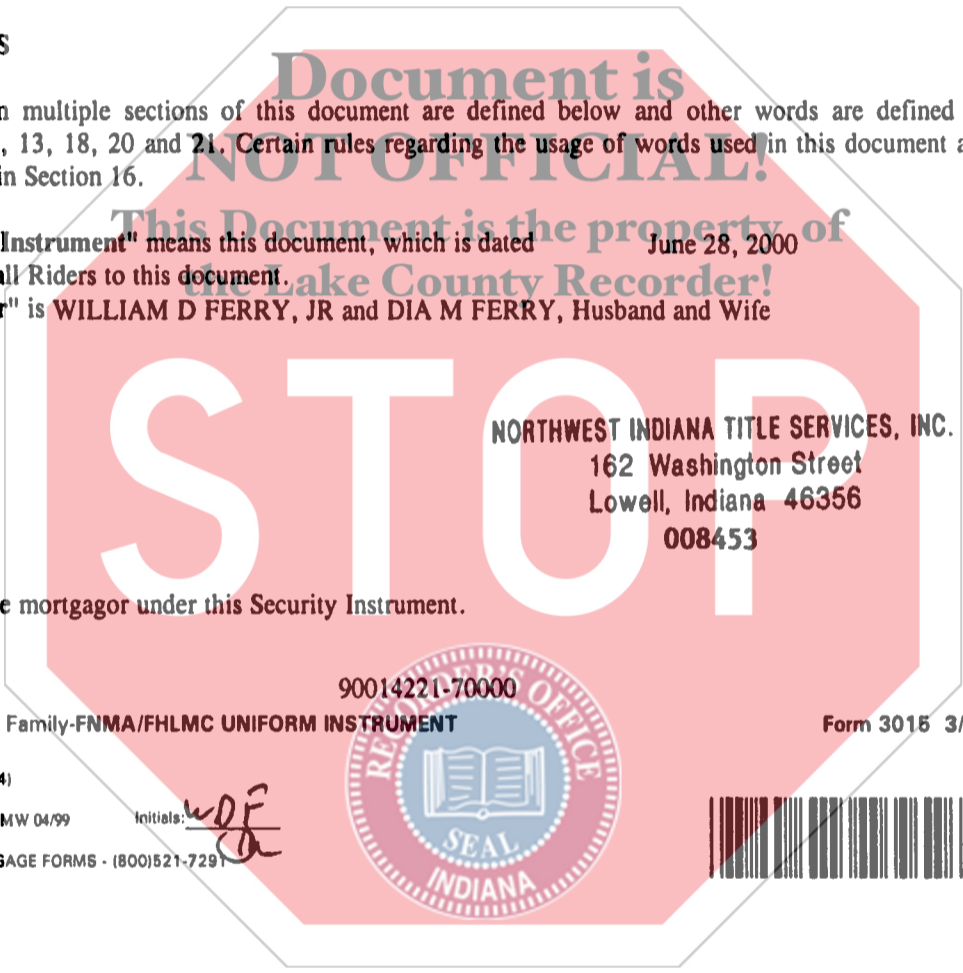 S
Document is
n multiple sections of this document are defined below and other words are defined
, 13, 18, 20 and 21. Certain rules regarding the usage of words used in this document a
NOT OFFICIAL!
in Section 16.
This Document is the property of
Instrument" means this document, which is dated June 28, 2000
all Riders to this document.
the Lake County Recorder!
r" is WILLIAM D FERRY, JR and DIA M FERRY, Husband and Wife
STOP
NORTHWEST INDIANA TITLE SERVICES, INC.
162 Washington Street
Lowell, Indiana 46356
008453
e mortgagor under this Security Instrument.
90014221-70000
Family-FNMA/FHLMC UNIFORM INSTRUMENT Form 3015 3/
4)
MW 04/99 Initials: WDF
GAGE FORMS - (800)521-7291
RECORDER'S OFFICE
SEAL
INDIANA